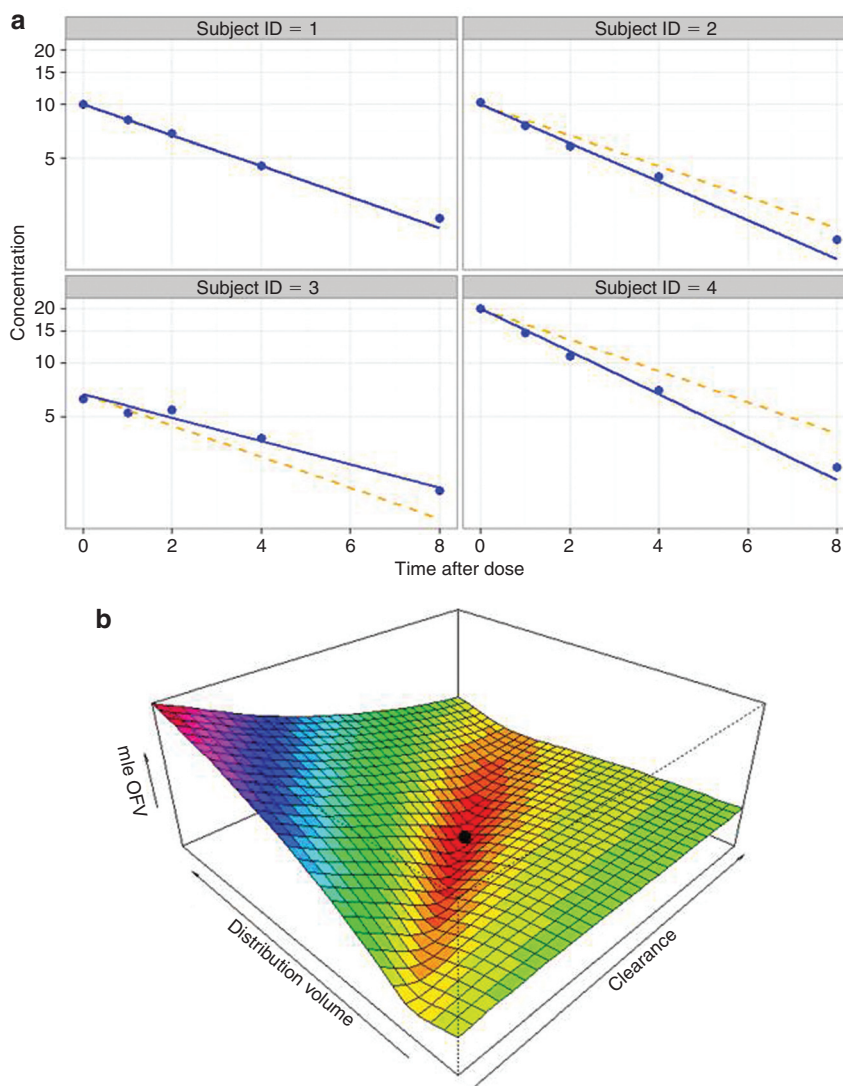 a
Subject ID = 1
Subject ID = 2
20
15
10
5
Concentration
Subject ID = 3
Subject ID = 4
20
15
10
5
0 2 4 6 8 0 2 4 6 8
Time after dose
b
mle OFV
Distribution volume
Clearance